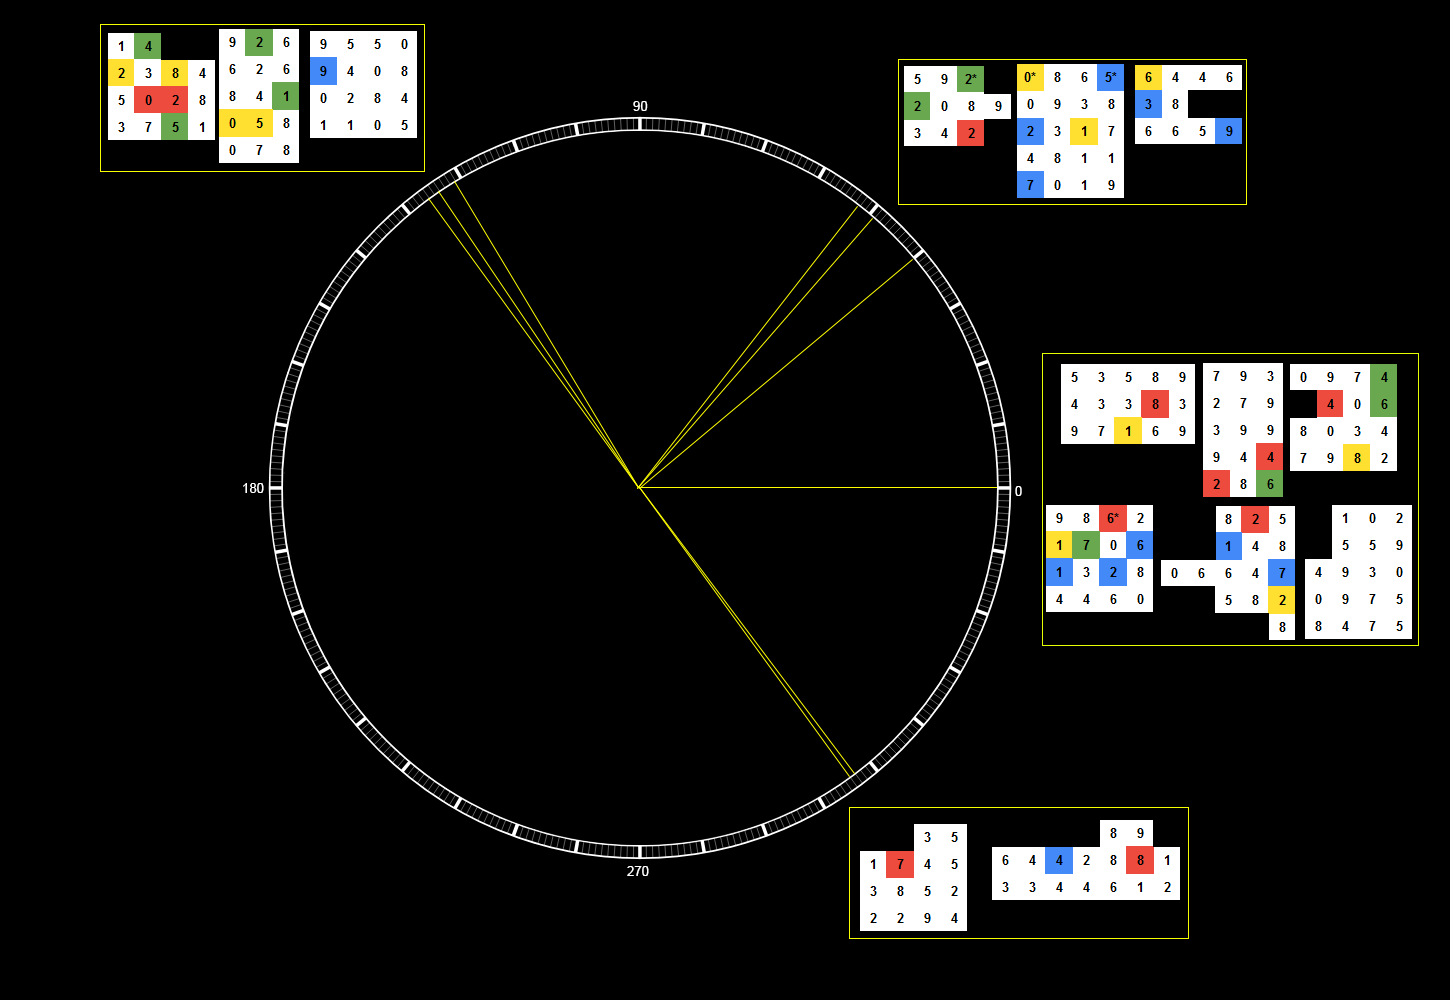 1 4
2 3 8 4
5 0 2 8
3 7 5 1
9 2 6
6 2 6
8 4 1
0 5 8
0 7 8
9 5 5 0
9 4 0 8
0 2 8 4
1 1 0 5
5 9 2*
2 0 8 9
3 4 2
0* 8 6 5*
0 9 3 8
2 3 1 7
4 8 1 1
7 0 1 9
6 4 4 6
3 8
6 6 5 9
90
180
0
270
5 3 5 8 9
4 3 3 8 3
9 7 1 6 9
7 9 3
2 7 9
3 9 9
9 4 4
2 8 6
0 9 7 4
4 0 6
8 0 3 4
7 9 8 2
9 8 6* 2
1 7 0 6
1 3 2 8
4 4 6 0
8 2 5
1 4 8
0 6 6 4 7
5 8 2
8
1 0 2
5 5 9
4 9 3 0
0 9 7 5
8 4 7 5
3 5
1 7 4 5
3 8 5 2
2 2 9 4
8 9
6 4 4 2 8 8 1
3 3 4 4 6 1 2